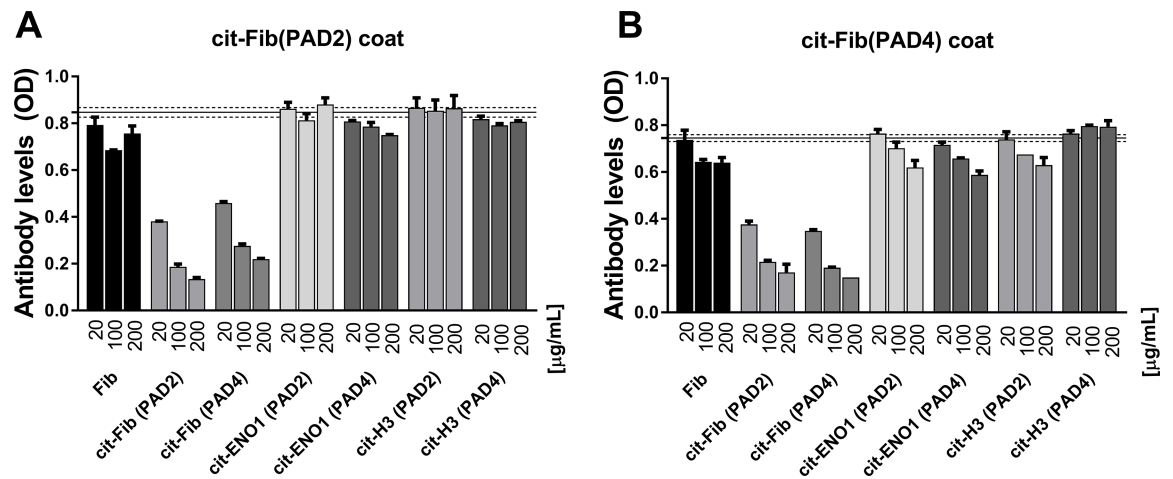 A
cit-Fib(PAD2) coat
Antibody levels (OD)
1.0
0.8
0.6
0.4
0.2
0.0
20 100 200 20 100 200 20 100 200 20 100 200 20 100 200 20 100 200 20 100 200
[µg/mL]
Fib
cit-Fib (PAD2)
cit-Fib (PAD4)
cit-ENO1 (PAD2)
cit-ENO1 (PAD4)
cit-H3 (PAD2)
cit-H3 (PAD4)
B
cit-Fib(PAD4) coat
Antibody levels (OD)
1.0
0.8
0.6
0.4
0.2
0.0
20 100 200 20 100 200 20 100 200 20 100 200 20 100 200 20 100 200 20 100 200
[µg/mL]
Fib
cit-Fib (PAD2)
cit-Fib (PAD4)
cit-ENO1 (PAD2)
cit-ENO1 (PAD4)
cit-H3 (PAD2)
cit-H3 (PAD4)